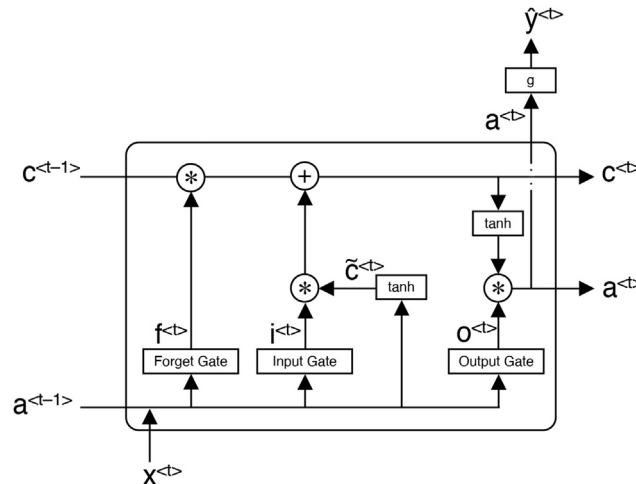 ŷ<t>
g
a<t>
c<t–1>
*
+
c<t>
tanh
c̃<t>
*
tanh
*
a<t>
f<t>
i<t>
o<t>
Forget Gate
Input Gate
Output Gate
a<t–1>
x<t>